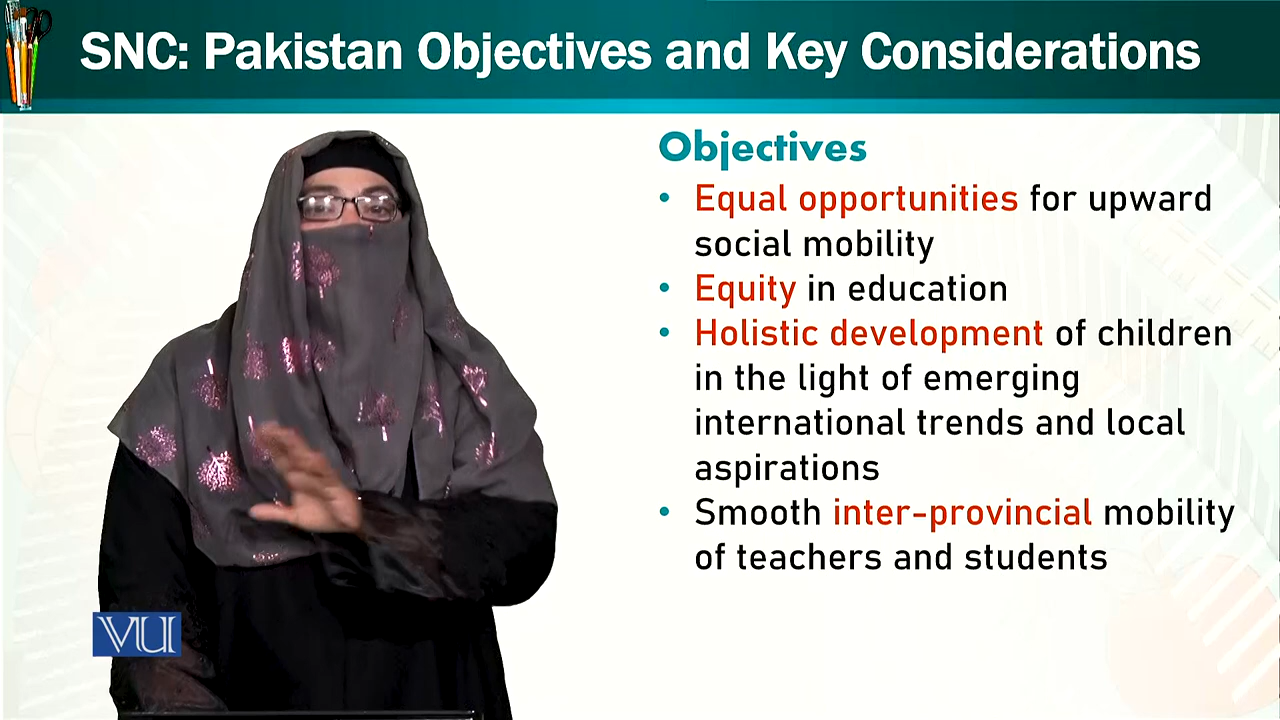 SNC: Pakistan Objectives and Key Considerations
Objectives
• Equal opportunities for upward
social mobility
• Equity in education
• Holistic development of children
in the light of emerging
international trends and local
aspirations
• Smooth inter-provincial mobility
of teachers and students
VU